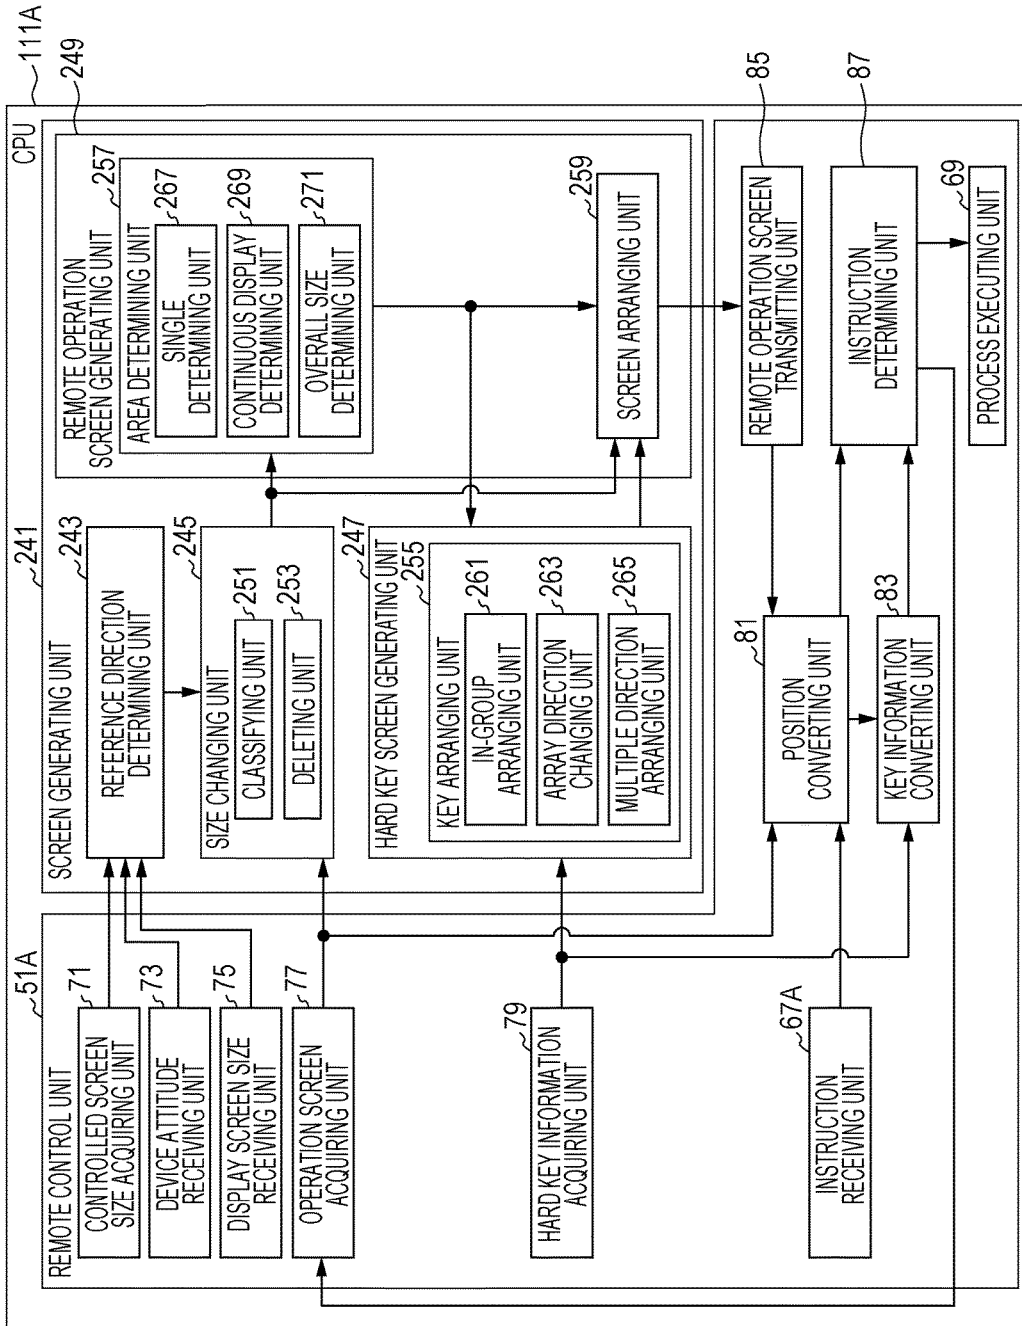 111A
CPU
REMOTE CONTROL UNIT
51A
CONTROLLED SCREEN
SIZE ACQUIRING UNIT
71
DEVICE ATTITUDE
RECEIVING UNIT
73
DISPLAY SCREEN SIZE
RECEIVING UNIT
75
OPERATION SCREEN
ACQUIRING UNIT
77
HARD KEY INFORMATION
ACQUIRING UNIT
79
INSTRUCTION
RECEIVING UNIT
67A
SCREEN GENERATING UNIT
241
REFERENCE DIRECTION
DETERMINING UNIT
243
SIZE CHANGING UNIT
245
CLASSIFYING UNIT
251
DELETING UNIT
253
HARD KEY SCREEN GENERATING UNIT
247
KEY ARRANGING UNIT
255
IN-GROUP
ARRANGING UNIT
261
ARRAY DIRECTION
CHANGING UNIT
263
MULTIPLE DIRECTION
ARRANGING UNIT
265
REMOTE OPERATION
SCREEN GENERATING UNIT
249
AREA DETERMINING UNIT
257
SINGLE
DETERMINING UNIT
267
CONTINUOUS DISPLAY
DETERMINING UNIT
269
OVERALL SIZE
DETERMINING UNIT
271
SCREEN ARRANGING UNIT
259
POSITION
CONVERTING UNIT
81
KEY INFORMATION
CONVERTING UNIT
83
REMOTE OPERATION SCREEN
TRANSMITTING UNIT
85
INSTRUCTION
DETERMINING UNIT
87
PROCESS EXECUTING UNIT
69